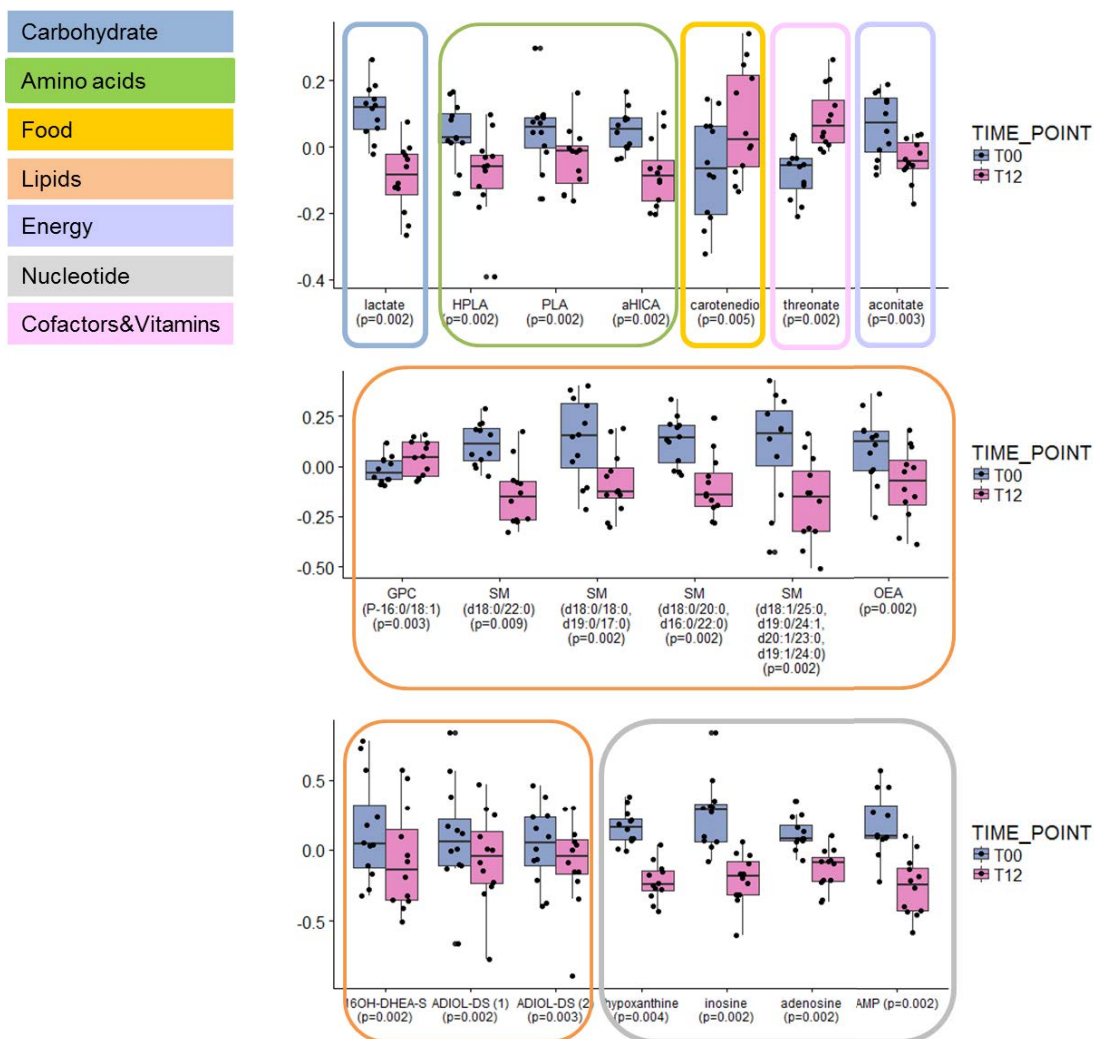 Carbohydrate
Amino acids
Food
Lipids
Energy
Nucleotide
Cofactors&Vitamins
0.2
0.0
-0.2
-0.4
lactate
(p=0.002)
HPLA
(p=0.002)
PLA
(p=0.002)
aHICA
(p=0.002)
carotenedio
(p=0.005)
threonate
(p=0.002)
aconitate
(p=0.003)
TIME_POINT
T00
T12
0.25
0.00
-0.25
-0.50
GPC
(P-16:0/18:1)
(p=0.003)
SM
(d18:0/22:0)
(p=0.009)
SM
(d18:0/18:0,
d19:0/17:0)
(p=0.002)
SM
(d18:0/20:0,
d16:0/22:0)
(p=0.002)
SM
(d18:1/25:0,
d19:0/24:1,
d20:1/23:0,
d19:1/24:0)
(p=0.002)
OEA
(p=0.002)
TIME_POINT
T00
T12
0.5
0.0
-0.5
16OH-DHEA-S
(p=0.002)
ADIOL-DS (1)
(p=0.002)
ADIOL-DS (2)
(p=0.003)
hypoxanthine
(p=0.004)
inosine
(p=0.002)
adenosine
(p=0.002)
AMP (p=0.002)
TIME_POINT
T00
T12